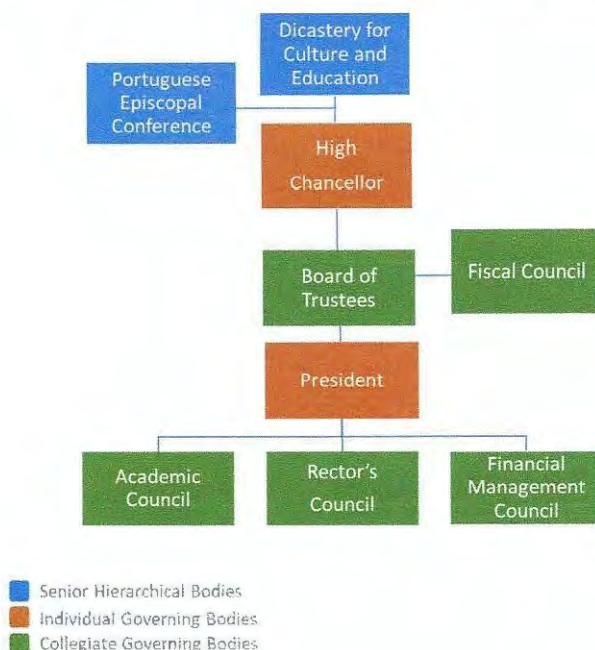 Dicastery for
Culture and
Education
Portuguese
Episcopal
Conference
High
Chancellor
Board of
Trustees
Fiscal Council
President
Academic
Council
Rector's
Council
Financial
Management
Council
Senior Hierarchical Bodies
Individual Governing Bodies
Collegiate Governing Bodies